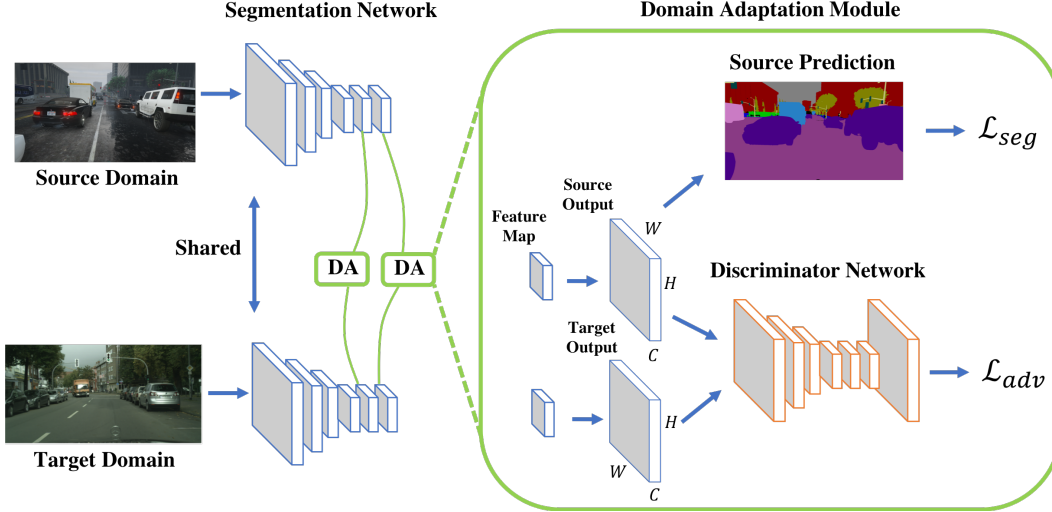 Segmentation Network
Domain Adaptation Module
Source Prediction
Source Domain
ℒseg
Source
Output
Feature
Map
W
Shared
DA
DA
H
Discriminator Network
C
Target
Output
ℒadv
H
Target Domain
W
C